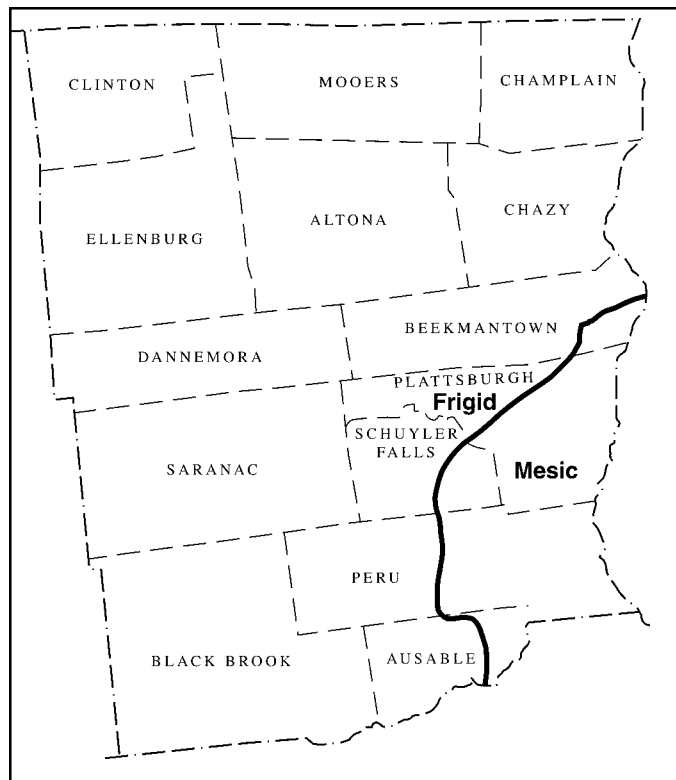 CLINTON
MOOERS
CHAMPLAIN
ELLENBURG
ALTONA
CHAZY
DANNEMORA
BEEKMANTOWN
PLATTSBURGH
Frigid
SCHUYLER
FALLS
SARANAC
Mesic
PERU
BLACK BROOK
AUSABLE